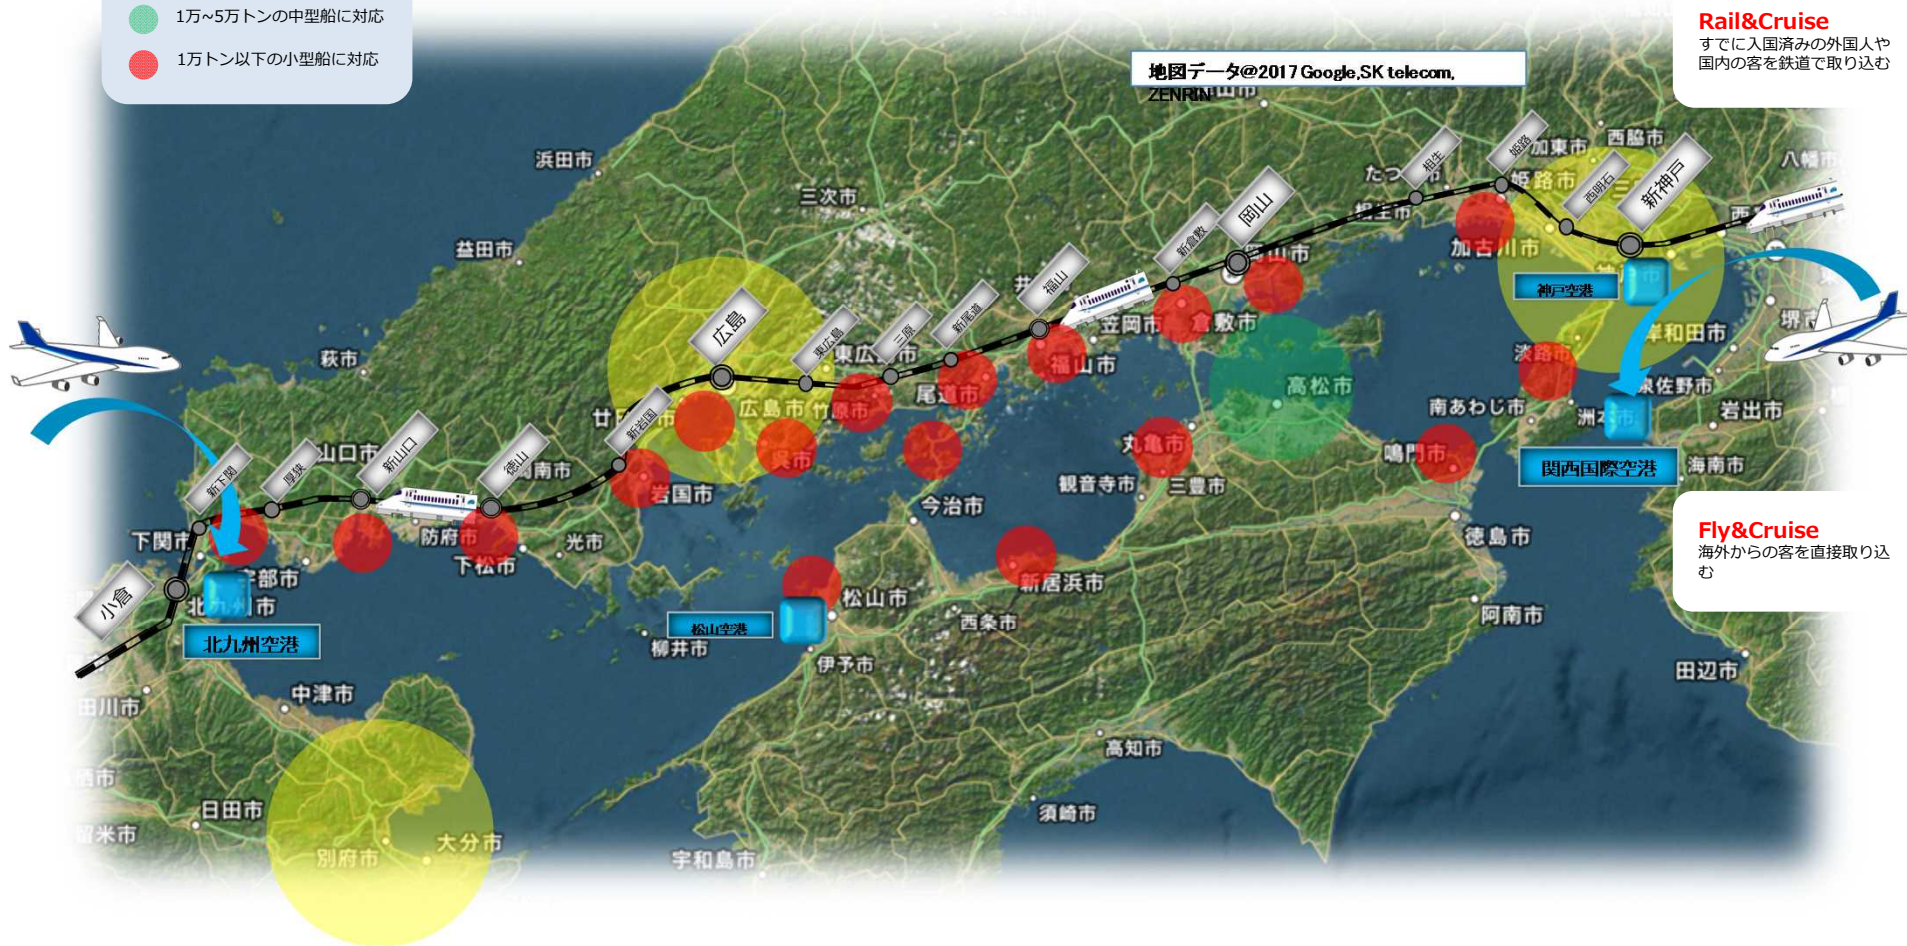 1万~5万トンの中型船に対応
1万トン以下の小型船に対応
Rail&Cruise
すでに入国済みの外国人や
国内の客を鉄道で取り込む
地図データ@2017 Google,SK telecom,
ZENRIN
浜田市
三次市
益田市
萩市
山口市
下関市
宇部市
防府市
下松市
光市
岩国市
広島市
呉市
竹原市
尾道
福山市
笠岡市
倉敷市
相生市
姫路市
加東市
西脇市
加古川市
淡路市
南あわじ市
洲本市
岸和田市
泉佐野市
岩出市
海南市
田辺市
高松市
丸亀市
観音寺市
三豊市
鳴門市
徳島市
阿南市
今治市
新居浜市
西条市
松山市
伊予市
柳井市
高知市
須崎市
宇和島市
北九州市
中津市
田川市
日田市
別府市
大分市
小倉
新下関
厚狭
新山口
徳山
新岩国
広島
東広島
三原
新尾道
福山
新倉敷
岡山
相生
姫路
西明石
新神戸
神戸空港
関西国際空港
松山空港
北九州空港
Fly&Cruise
海外からの客を直接取り込
む